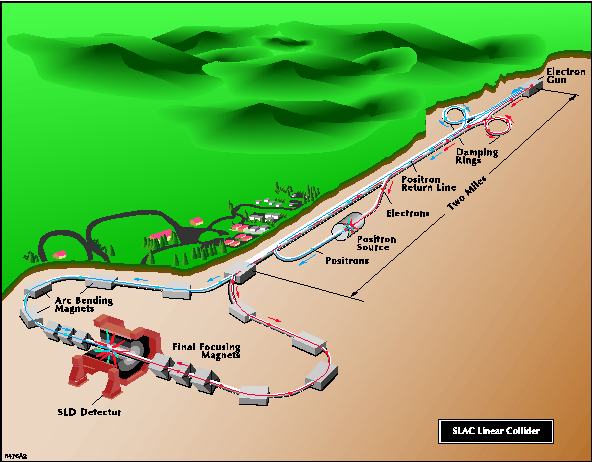 Electron
Gun
Damping
Rings
Positron
Return Line
Two Miles
Electrons
Positron
Source
Positrons
Arc Bending
Magnets
Final Focusing
Magnets
SLD Detector
SLAC Linear Collider